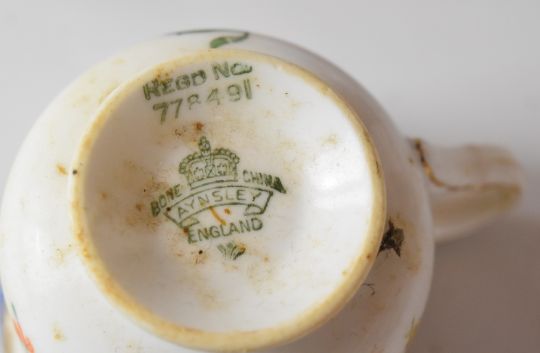 REGD NO
778491
BONE CHINA
AYNSLEY
ENGLAND